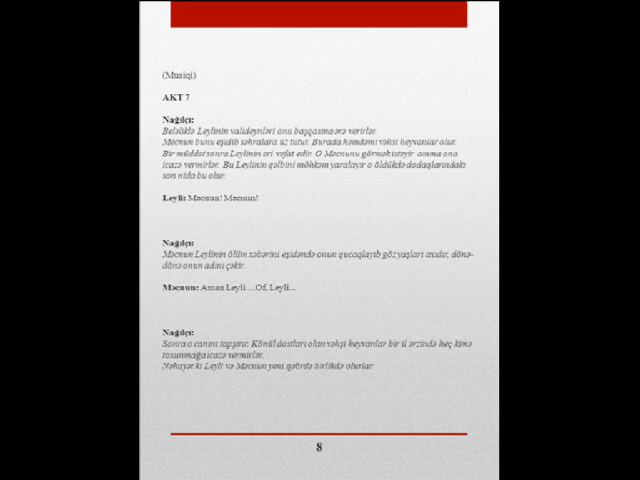 (Musiqi)
AKT 7
Nağılçı:
Beləliklə Leylinin valideynləri onu başqasına ərə verirlər.
Məcnun bunu eşidib səhralara üz tutur. Burada həmdəmi vəhşi heyvanlar olur.
Bir müddət sonra Leylinin əri vəfat edir. O Məcnunu görmək istəyir amma ona
icazə vermirlər. Bu Leylinin qəlbini möhkəm yaralayır o öldükdə dodaqlarındakı
son nida bu olur.
Leyli: Məcnun! Məcnun!
Nağılçı:
Məcnun Leylinin ölüm xəbərini eşidəndə onun qucaqlayıb göz yaşları axıdır, dönə-
dönə onun adını çəkir.
Məcnun: Aman Leyli....Of, Leyli...
Nağılçı:
Sonra o canını tapşırır. Könül dostları olan vəhşi heyvanlar bir il ərzində heç kimə
toxunmağa icazə vermirlər.
Nəhayət ki Leyli və Məcnun yeni qəbrdə birlikdə olurlar
8